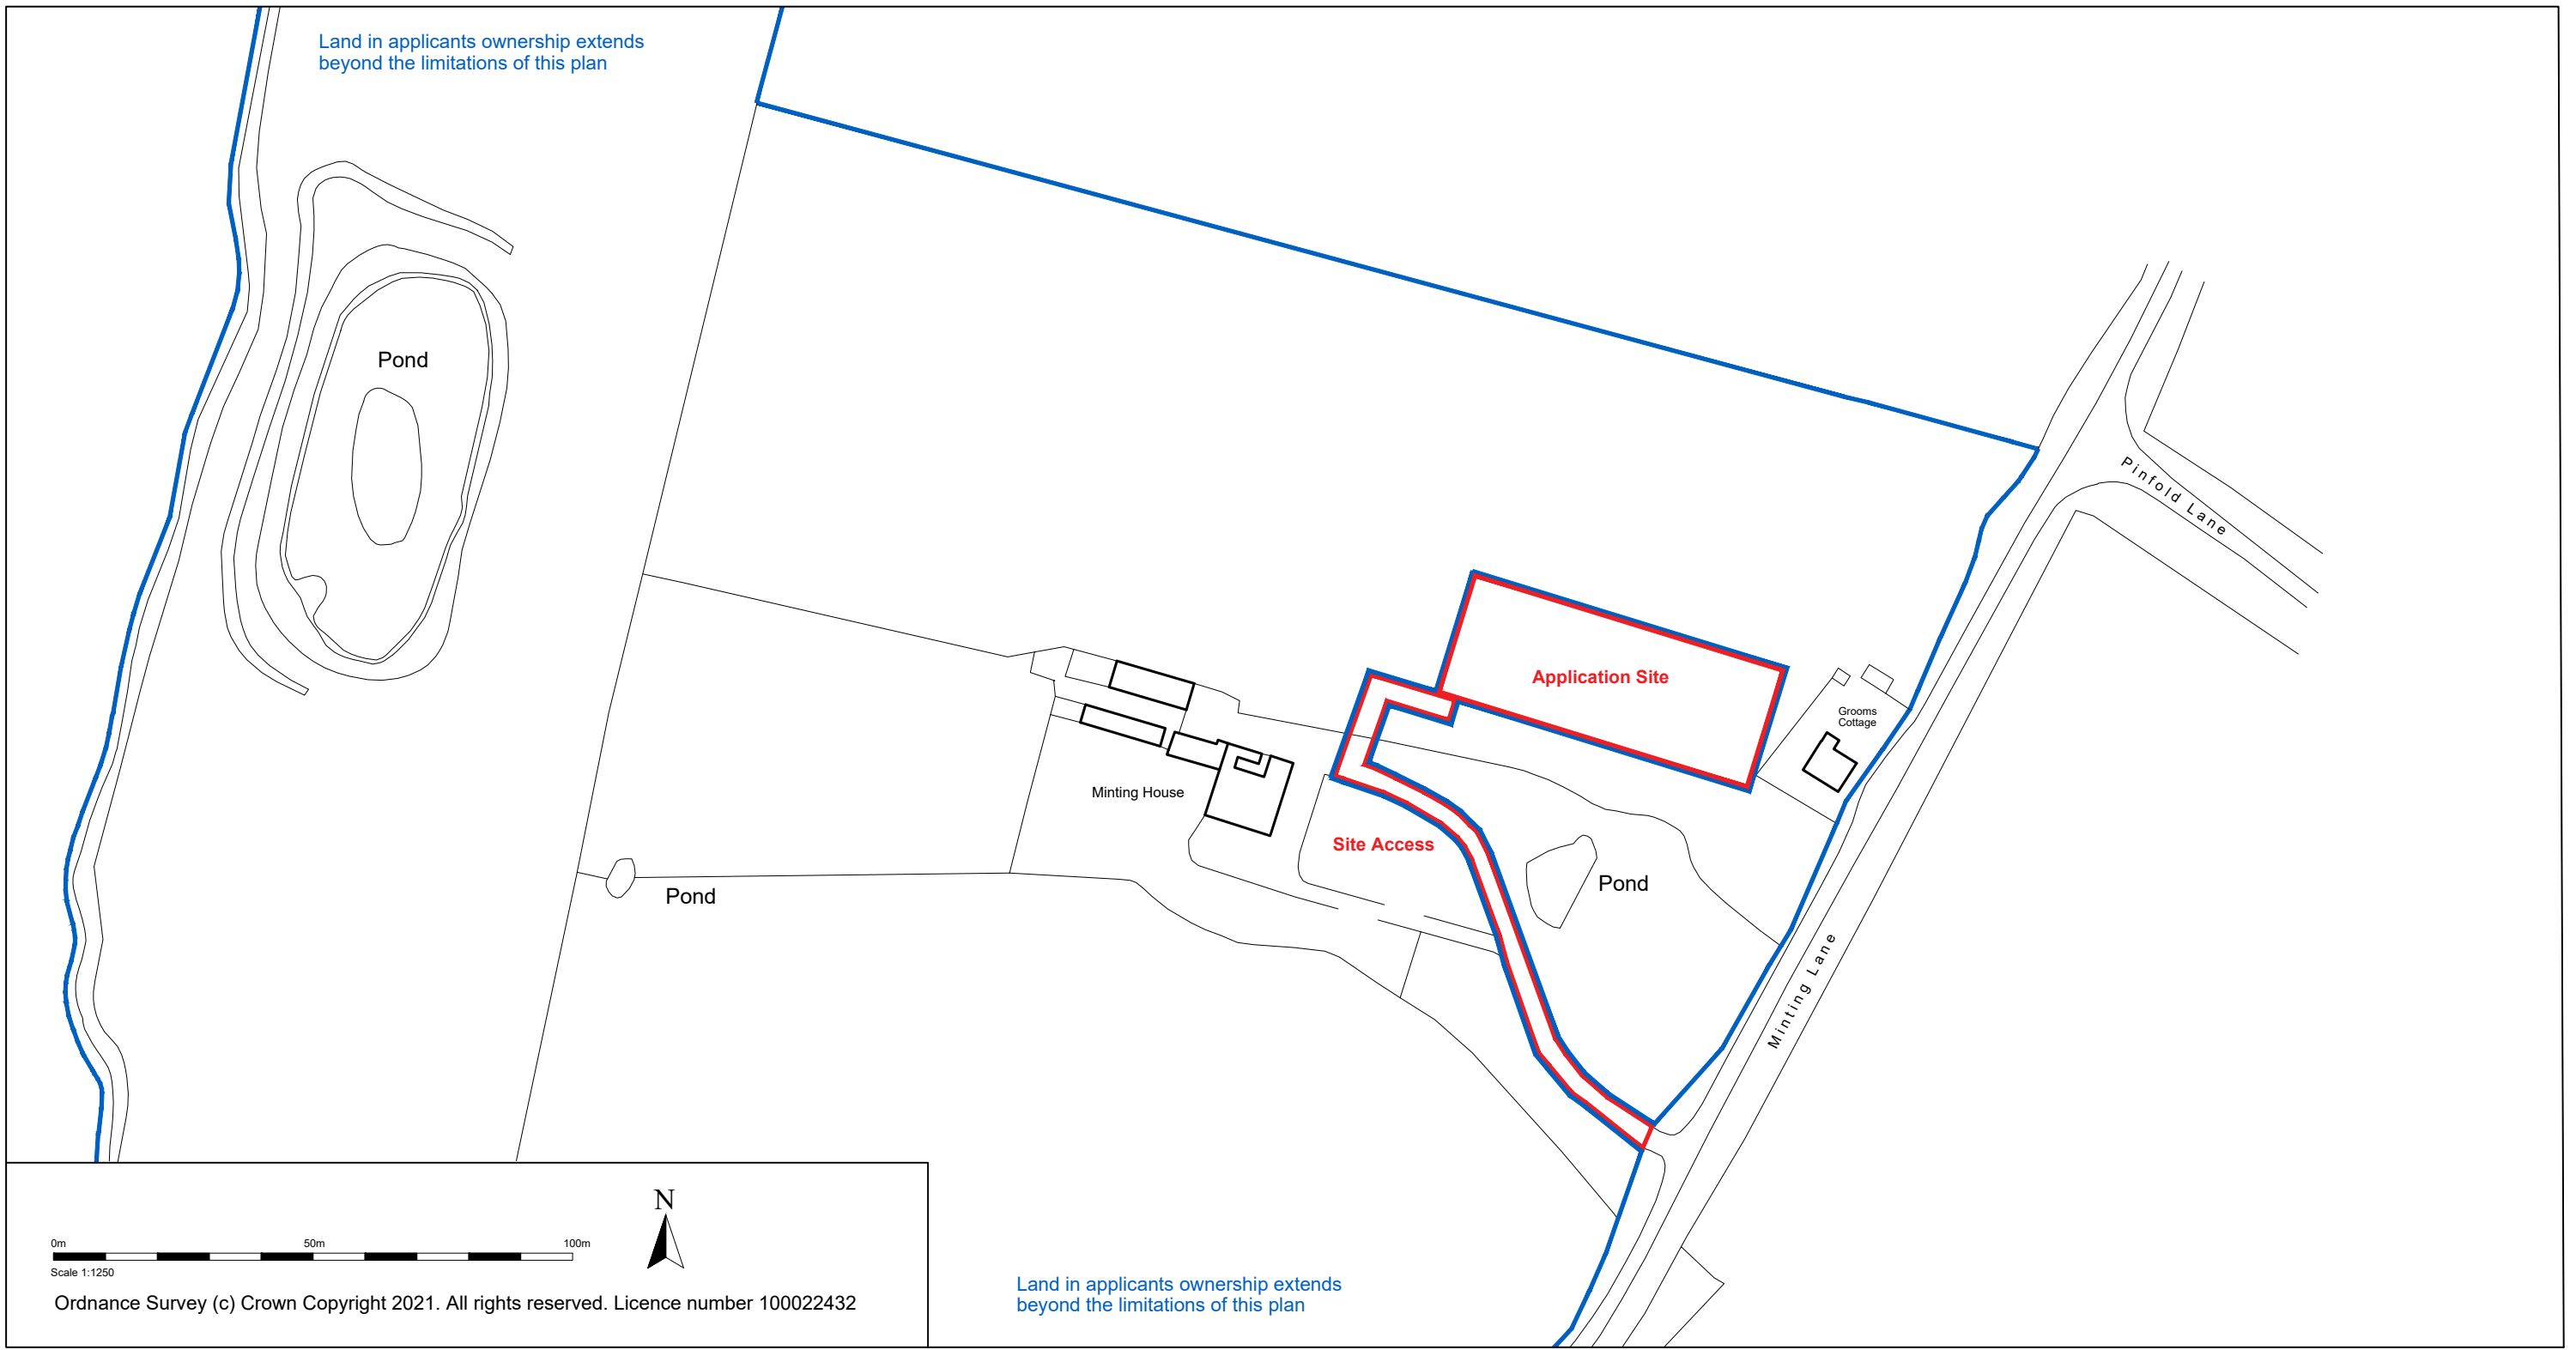 Land in applicants ownership extends
beyond the limitations of this plan
Pond
Pinfold Lane
Application Site
Grooms
Cottage
Minting House
Site Access
Pond
Pond
Minting Lane
N
0m 50m 100m
Scale 1:1250
Ordnance Survey (c) Crown Copyright 2021. All rights reserved. Licence number 100022432
Land in applicants ownership extends
beyond the limitations of this plan